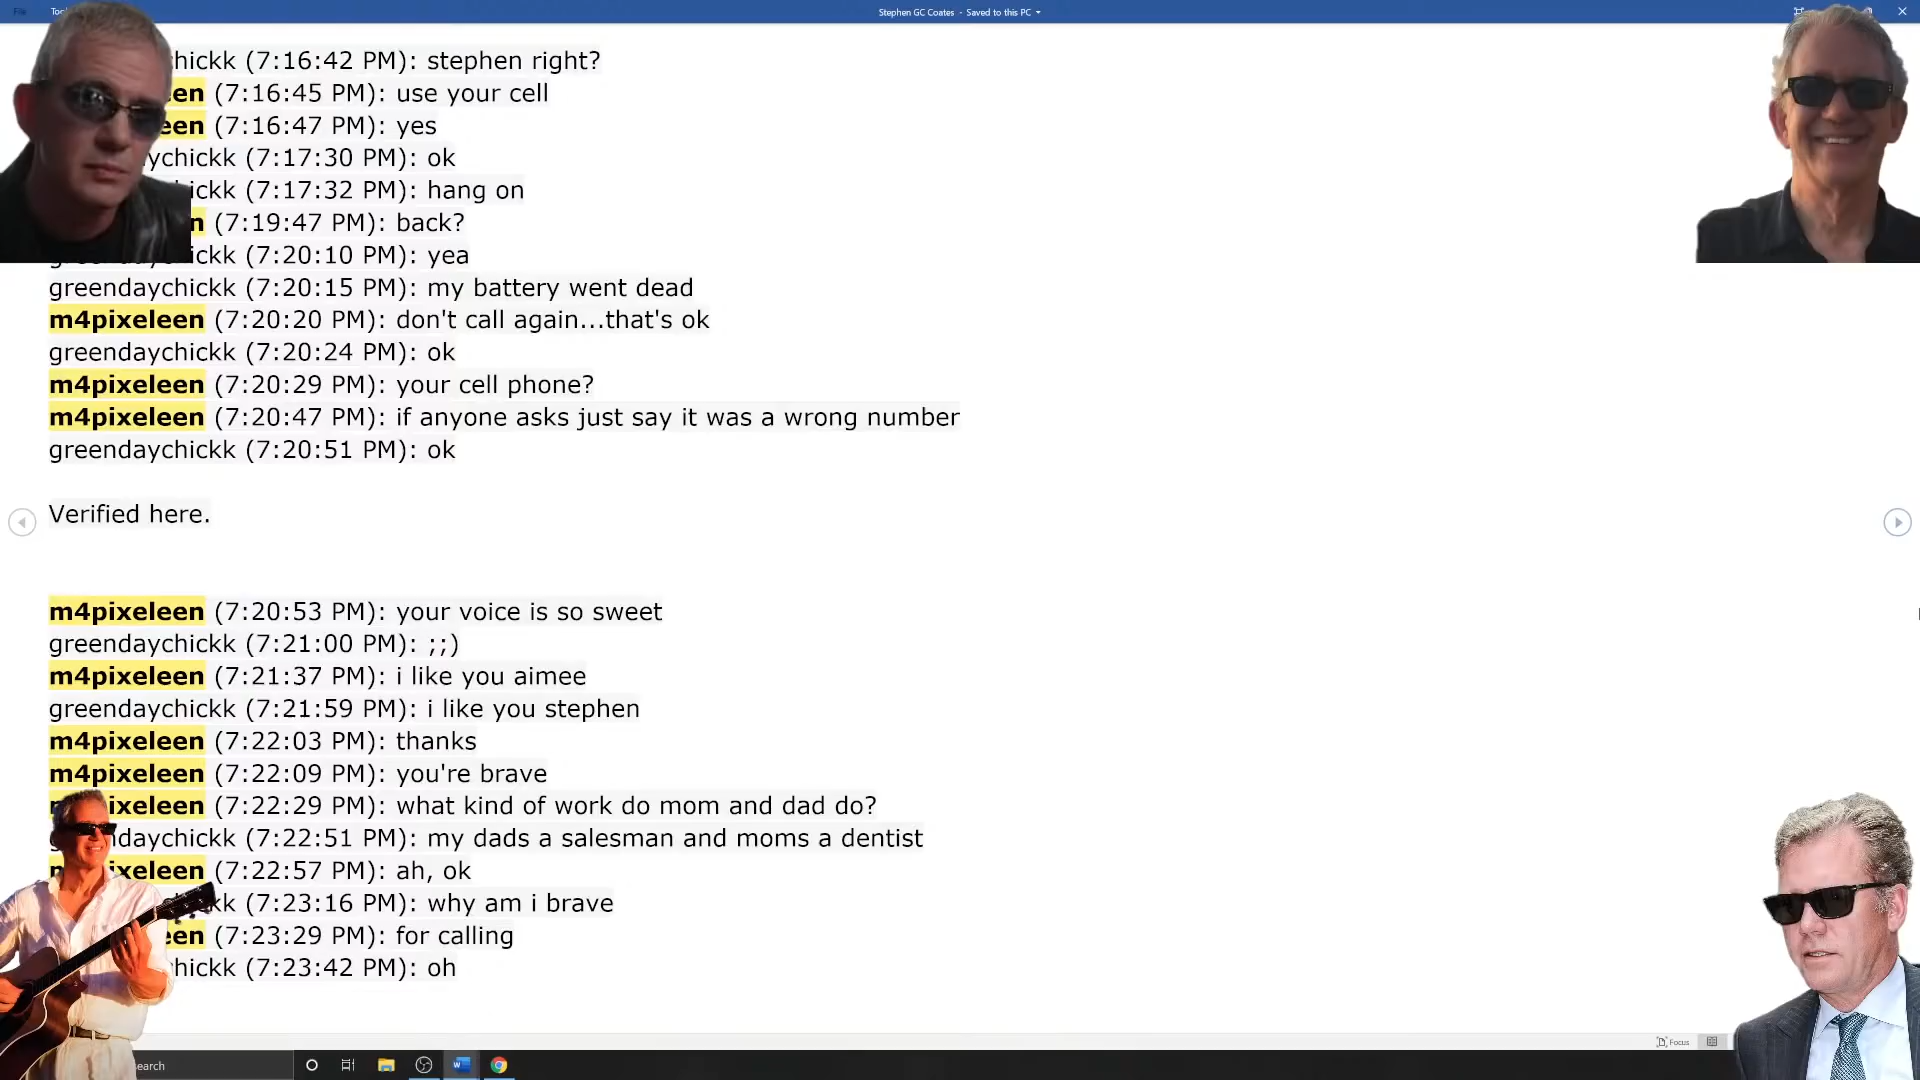 File
Stephen GC Coates - Saved to this PC
hickk (7:16:42 PM): stephen right?
en (7:16:45 PM): use your cell
een (7:16:47 PM): yes
ychickk (7:17:30 PM): ok
ickk (7:17:32 PM): hang on
n (7:19:47 PM): back?
greendaychickk (7:20:10 PM): yea
greendaychickk (7:20:15 PM): my battery went dead
m4pixeleen (7:20:20 PM): don't call again...that's ok
greendaychickk (7:20:24 PM): ok
m4pixeleen (7:20:29 PM): your cell phone?
m4pixeleen (7:20:47 PM): if anyone asks just say it was a wrong number
greendaychickk (7:20:51 PM): ok
Verified here.
m4pixeleen (7:20:53 PM): your voice is so sweet
greendaychickk (7:21:00 PM): ;;)
m4pixeleen (7:21:37 PM): i like you aimee
greendaychickk (7:21:59 PM): i like you stephen
m4pixeleen (7:22:03 PM): thanks
m4pixeleen (7:22:09 PM): you're brave
ixeleen (7:22:29 PM): what kind of work do mom and dad do?
daychickk (7:22:51 PM): my dads a salesman and moms a dentist
ixeleen (7:22:57 PM): ah, ok
kk (7:23:16 PM): why am i brave
een (7:23:29 PM): for calling
hickk (7:23:42 PM): oh
Focus
earch